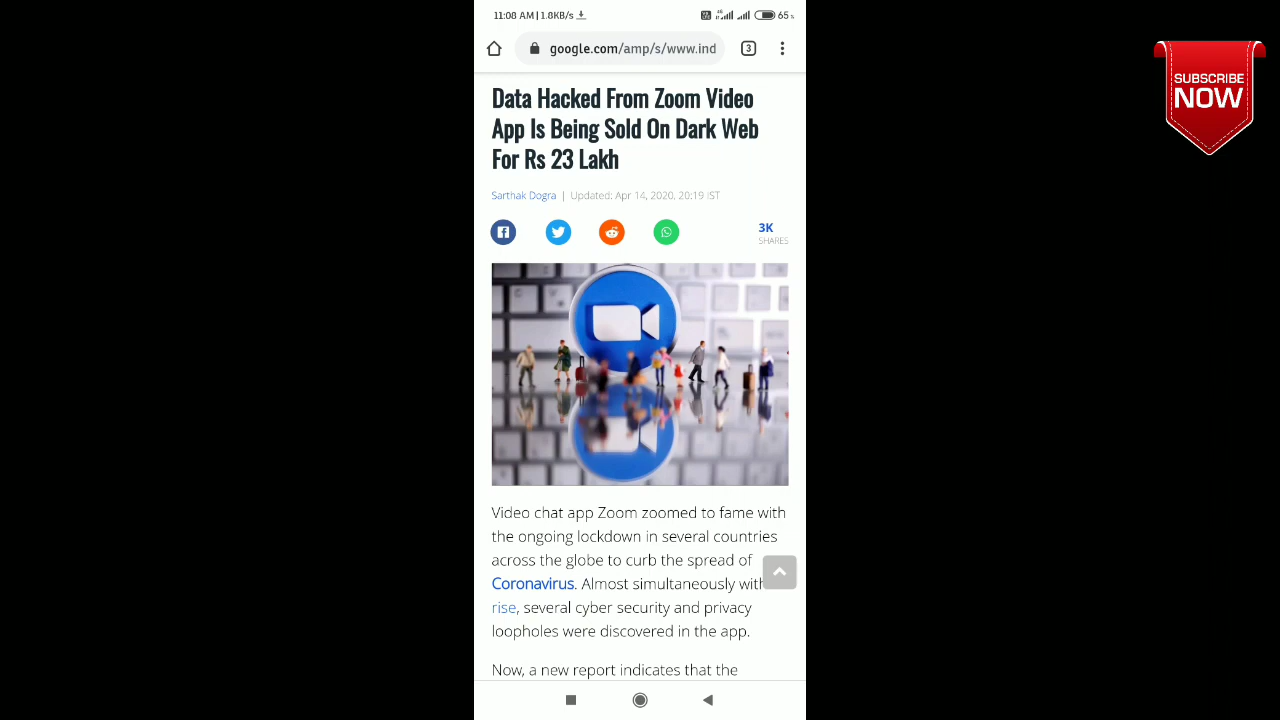 11:08 AM | 1.8KB/s
65
google.com/amp/s/www.ind
3
SUBSCRIBE
NOW
Data Hacked From Zoom Video
App Is Being Sold On Dark Web
For Rs 23 Lakh
Sarthak Dogra | Updated: Apr 14, 2020, 20:19 IST
3K
SHARES
Video chat app Zoom zoomed to fame with
the ongoing lockdown in several countries
across the globe to curb the spread of
Coronavirus. Almost simultaneously with
rise, several cyber security and privacy
loopholes were discovered in the app.
Now, a new report indicates that the